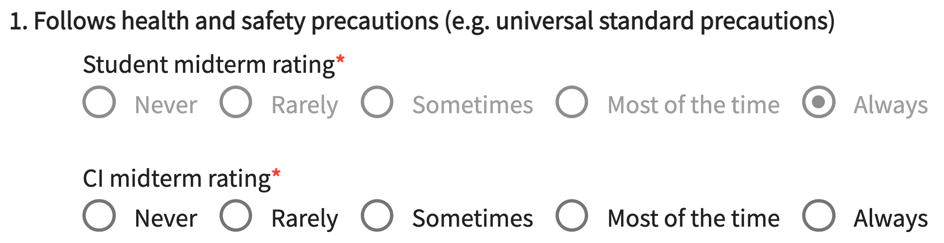 1. Follows health and safety precautions (e.g. universal standard precautions)
Student midterm rating*
Never Rarely Sometimes Most of the time Always
CI midterm rating*
Never Rarely Sometimes Most of the time Always